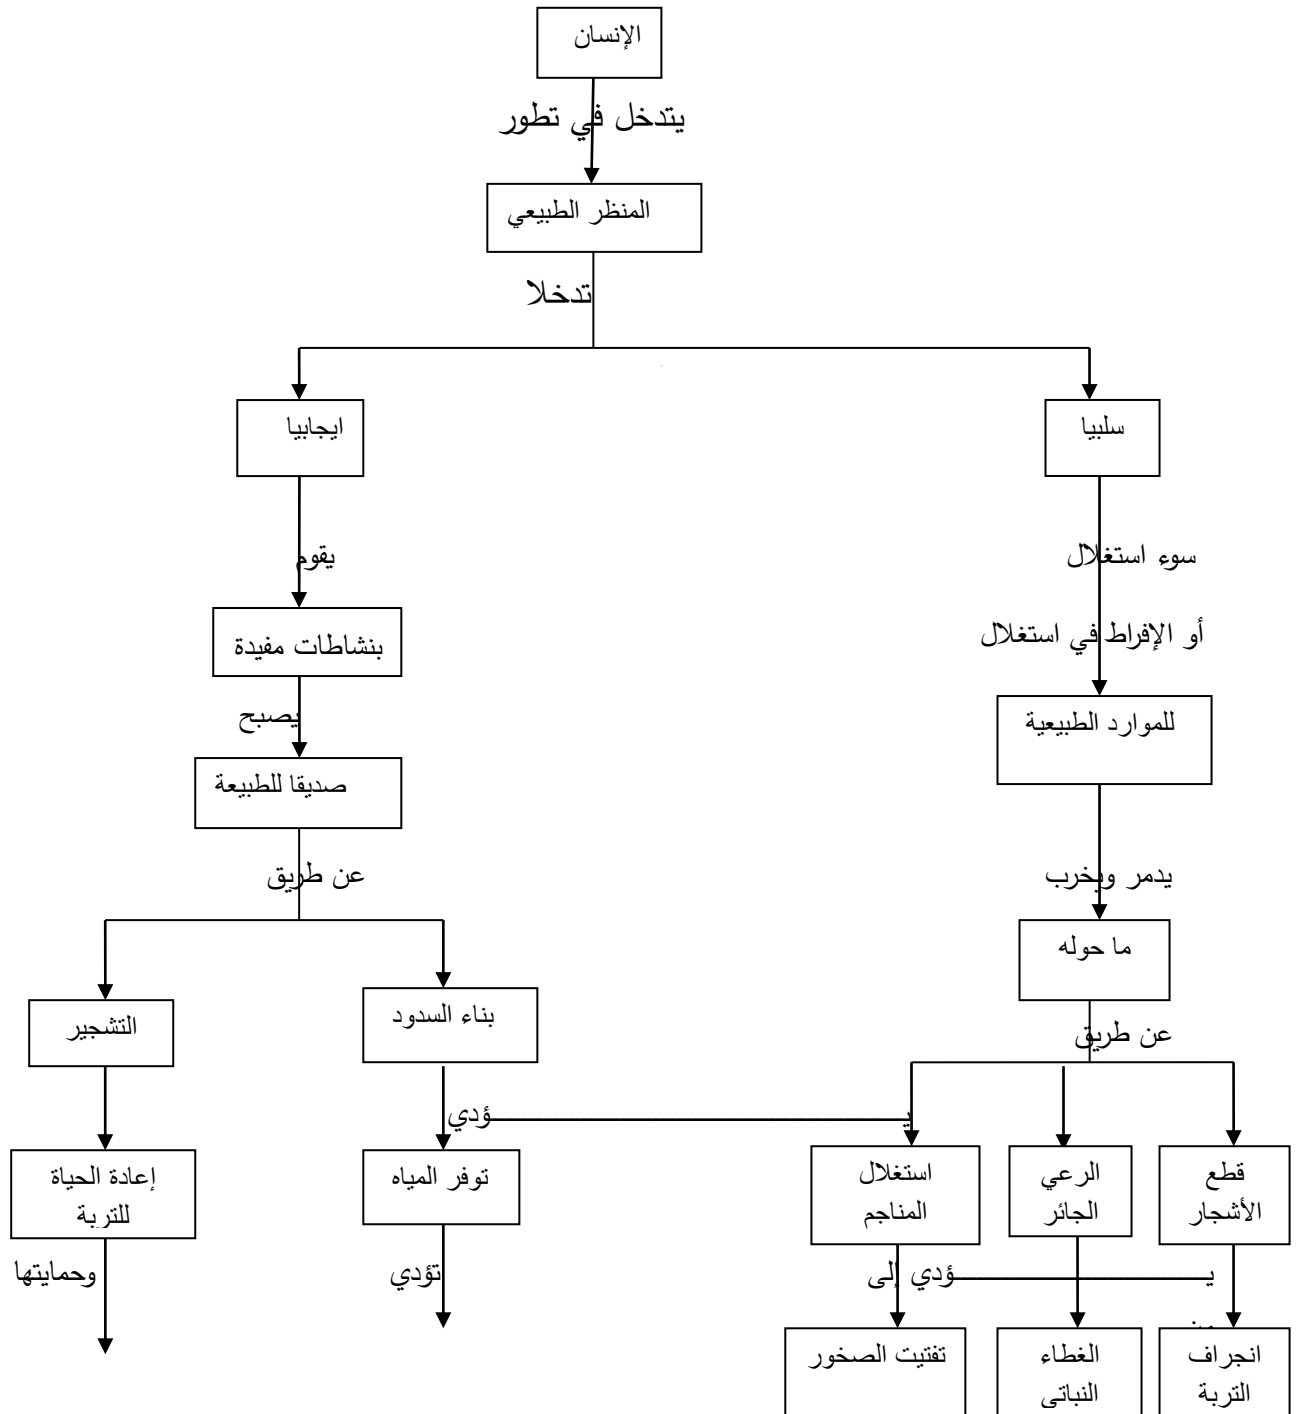 الإنسان
يتدخل في تطور
المنظر الطبيعي
تدخلا
ايجابيا
سلبيا
يقوم
سوء استغلال
بنشاطات مفيدة
أو الإفراط في استغلال
يصبح
للموارد الطبيعية
صديقا للطبيعة
عن طريق
يدمر ويخرب
ما حوله
بناء السدود
التشجير
عن طريق
يـؤدي
إعادة الحياة
للتربة
توفر المياه
استغلال
المناجم
الرعي
الجائر
قطع
الأشجار
وحمايتها
تؤدي
يـؤدي إلى
تفتيت الصخور
الغطاء
النباتي
انجراف
التربة